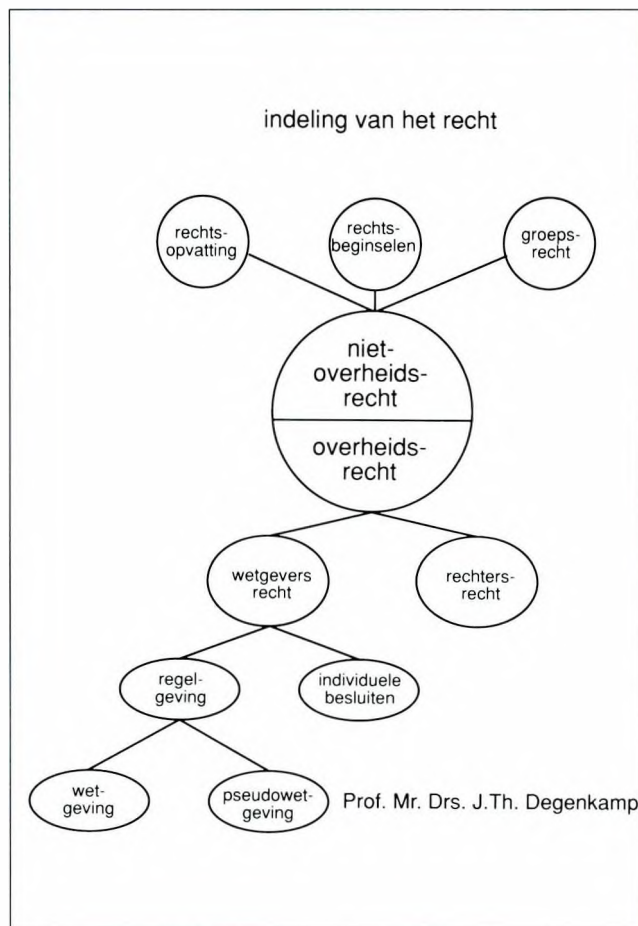 indeling van het recht
rechts-
opvatting
rechts-
beginselen
groeps-
recht
niet-
overheids-
recht
overheids-
recht
wetgevers
recht
rechters-
recht
regel-
geving
individuele
besluiten
wet-
geving
pseudowet-
geving
Prof. Mr. Drs. J.Th. Degenkamp